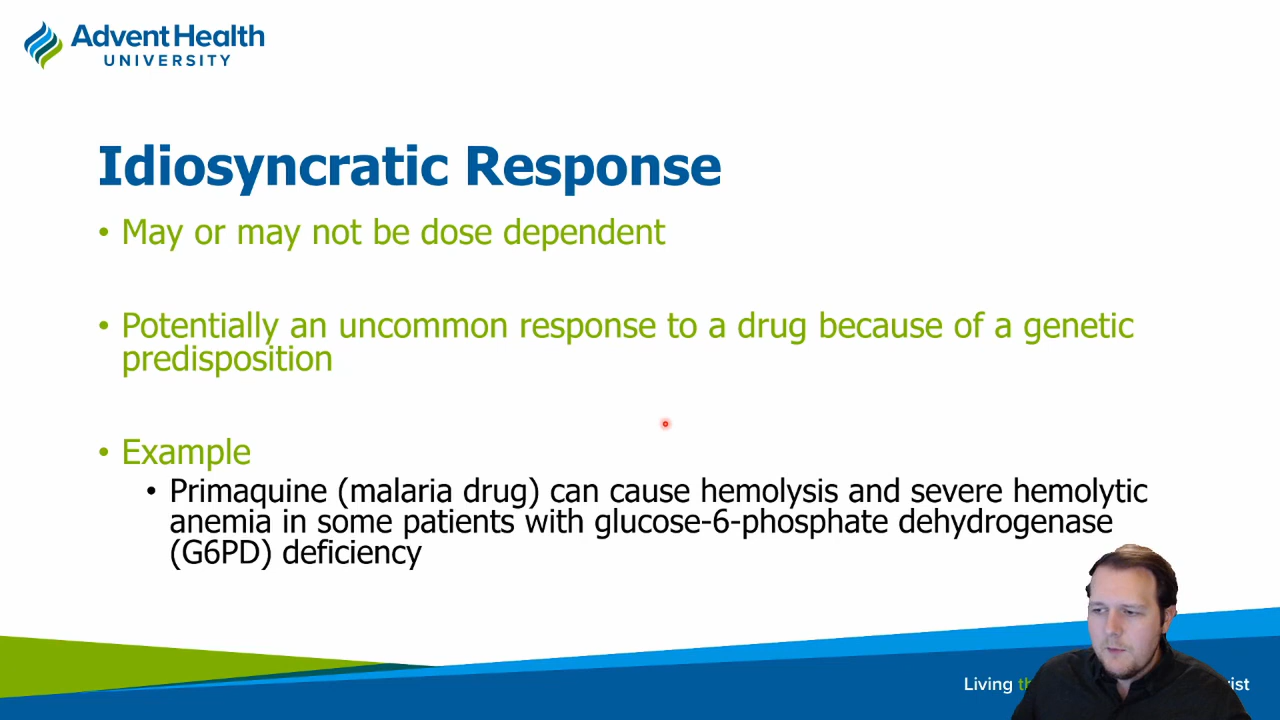 AdventHealth
UNIVERSITY
Idiosyncratic Response
• May or may not be dose dependent
• Potentially an uncommon response to a drug because of a genetic
predisposition
• Example
• Primaquine (malaria drug) can cause hemolysis and severe hemolytic
anemia in some patients with glucose-6-phosphate dehydrogenase
(G6PD) deficiency
Living